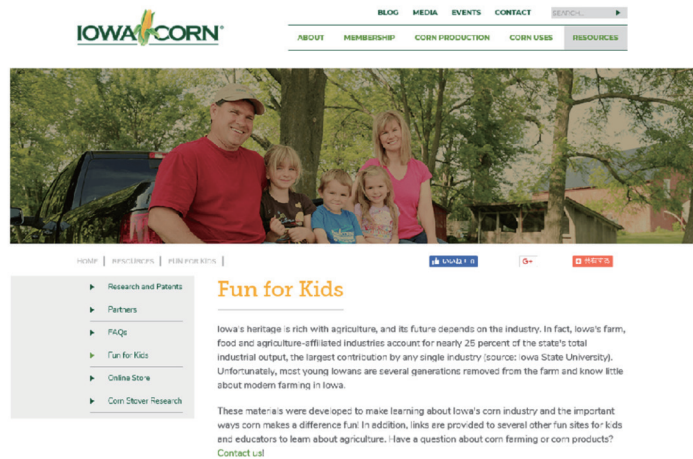 BLOG MEDIA EVENTS CONTACT SEARCH...
IOWA CORN
ABOUT MEMBERSHIP CORN PRODUCTION CORN USES RESOURCES
HOME | RESOURCES | FUN FOR KIDS |
G+
Research and Patents
Partners
FAQs
Fun for Kids
Online Store
Corn Stover Research
Fun for Kids
Iowa's heritage is rich with agriculture, and its future depends on the industry. In fact, Iowa's farm,
food and agriculture-affiliated industries account for nearly 25 percent of the state's total
industrial output, the largest contribution by any single industry (source: Iowa State University).
Unfortunately, most young Iowans are several generations removed from the farm and know little
about modern farming in Iowa.
These materials were developed to make learning about Iowa's corn industry and the important
ways corn makes a difference fun! In addition, links are provided to several other fun sites for kids
and educators to learn about agriculture. Have a question about corn farming or corn products?
Contact us!